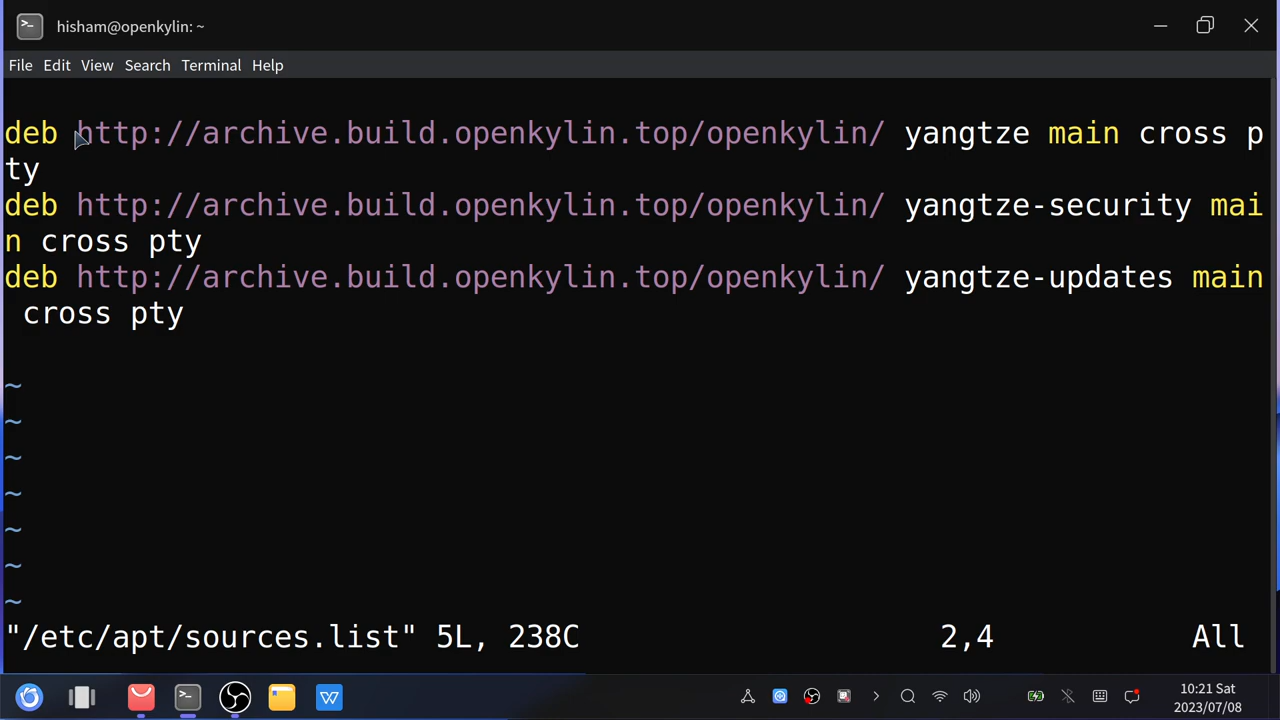 hisham@openkylin: ~
File Edit View Search Terminal Help
deb http://archive.build.openkylin.top/openkylin/ yangtze main cross p
ty
deb http://archive.build.openkylin.top/openkylin/ yangtze-security mai
n cross pty
deb http://archive.build.openkylin.top/openkylin/ yangtze-updates main
 cross pty
~
~
~
~
~
~
~
"/etc/apt/sources.list" 5L, 238C 2,4 All
10:21 Sat
2023/07/08